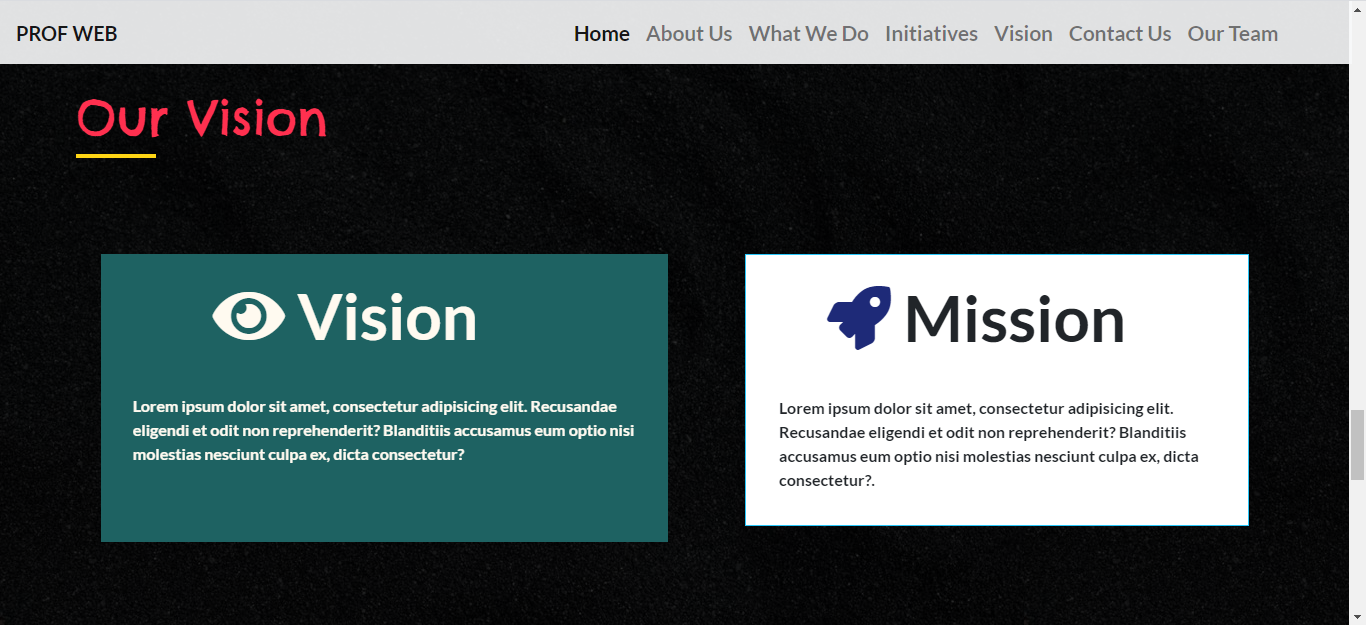 PROF WEB Home About Us What We Do Initiatives Vision Contact Us Our Team
Our Vision
Vision
Lorem ipsum dolor sit amet, consectetur adipisicing elit. Recusandae
eligendi et odit non reprehenderit? Blanditiis accusamus eum optio nisi
molestias nesciunt culpa ex, dicta consectetur?
Mission
Lorem ipsum dolor sit amet, consectetur adipisicing elit.
Recusandae eligendi et odit non reprehenderit? Blanditiis
accusamus eum optio nisi molestias nesciunt culpa ex, dicta
consectetur?.